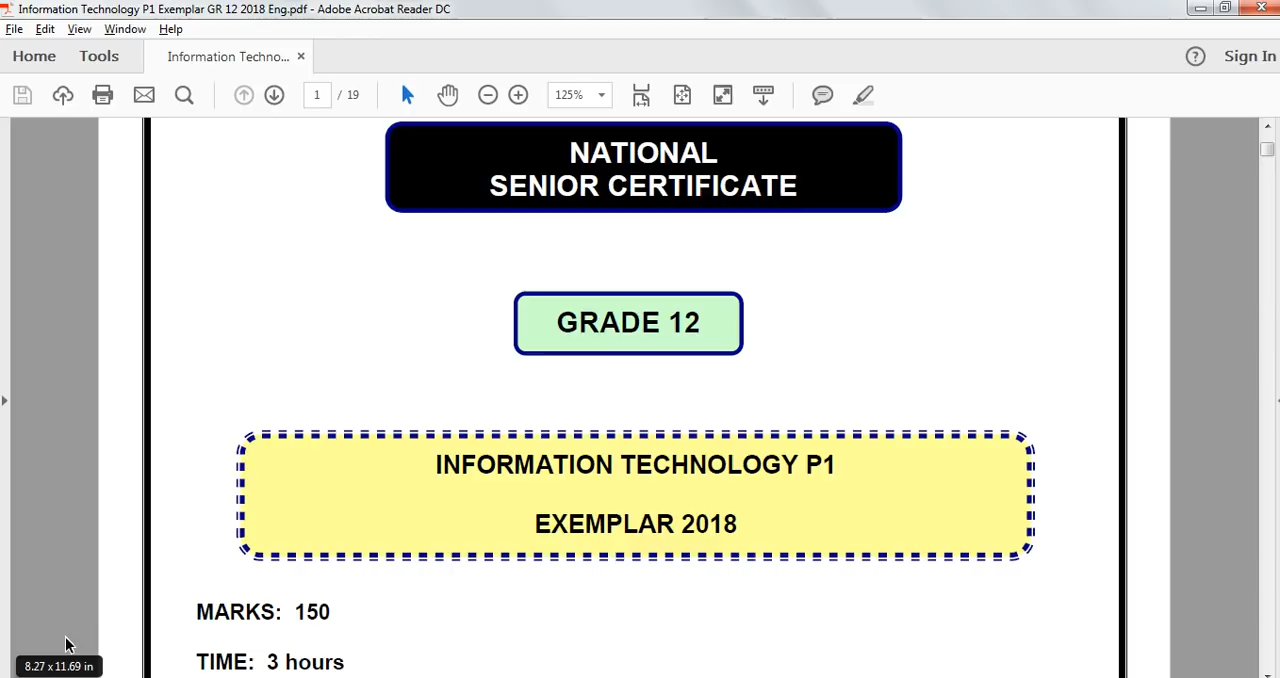 Information Technology P1 Exemplar GR 12 2018 Eng.pdf - Adobe Acrobat Reader DC
File Edit View Window Help
Home Tools Information Techno... × ? Sign In
1 / 19 125%
NATIONAL
SENIOR CERTIFICATE
GRADE 12
INFORMATION TECHNOLOGY P1
EXEMPLAR 2018
MARKS: 150
TIME: 3 hours
8.27 x 11.69 in